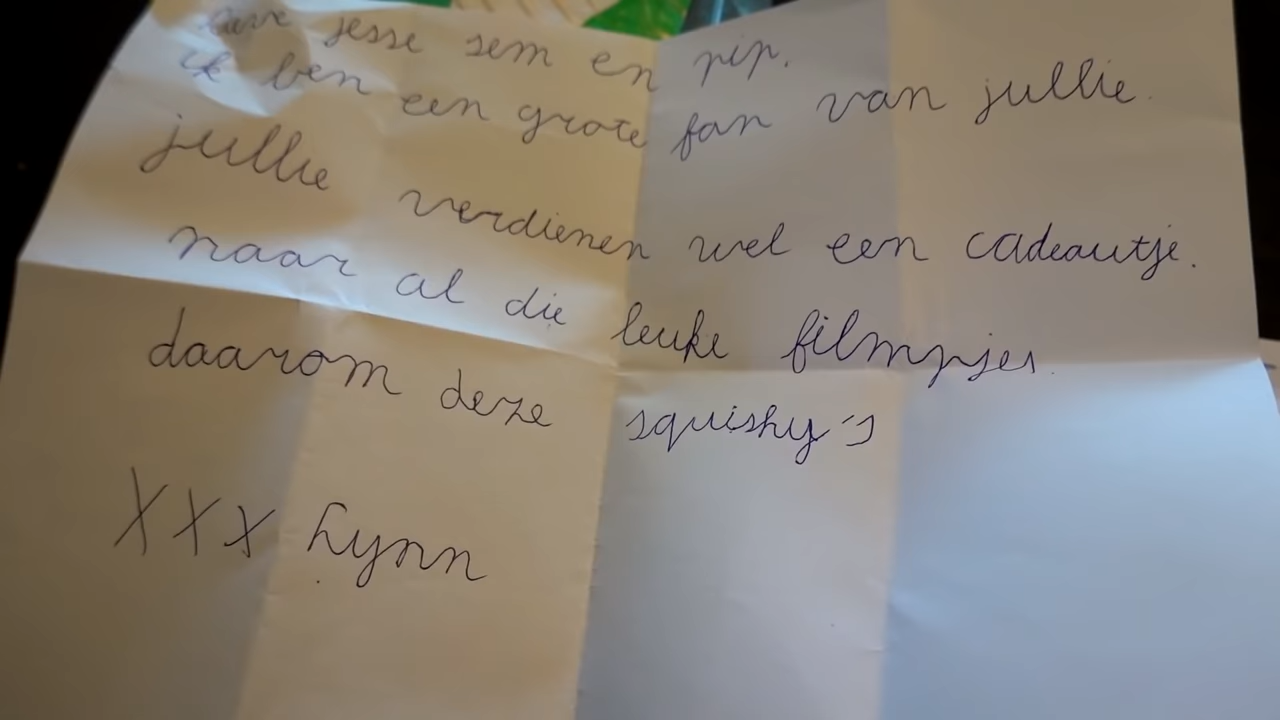 lieve jesse sem en pip.
ik ben een grote fan van jullie.
jullie verdienen wel een cadeautje.
naar al die leuke filmpjes.
daarom deze squishy's
XXX Lynn